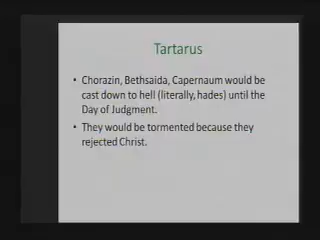 Tartarus
• Chorazin, Bethsaida, Capernaum would be
cast down to hell (literally, hades) until the
Day of Judgment.
• They would be tormented because they
rejected Christ.